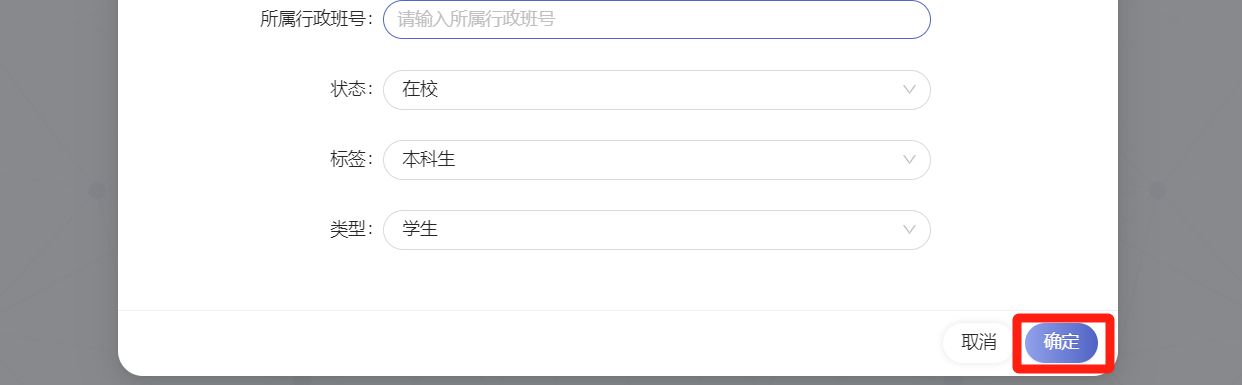 所属行政班号： 请输入所属行政班号
状态： 在校
标签： 本科生
类型： 学生
取消 确定